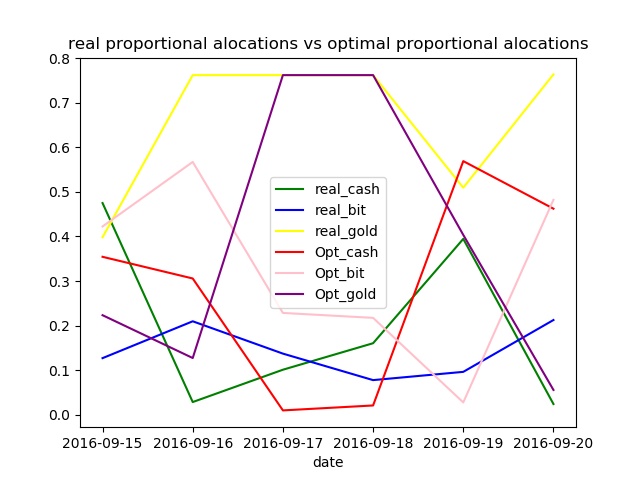 real proportional alocations vs optimal proportional alocations
0.8
0.7
0.6
0.5
0.4
0.3
0.2
0.1
0.0
real_cash
real_bit
real_gold
Opt_cash
Opt_bit
Opt_gold
2016-09-15 2016-09-16 2016-09-17 2016-09-18 2016-09-19 2016-09-20
date